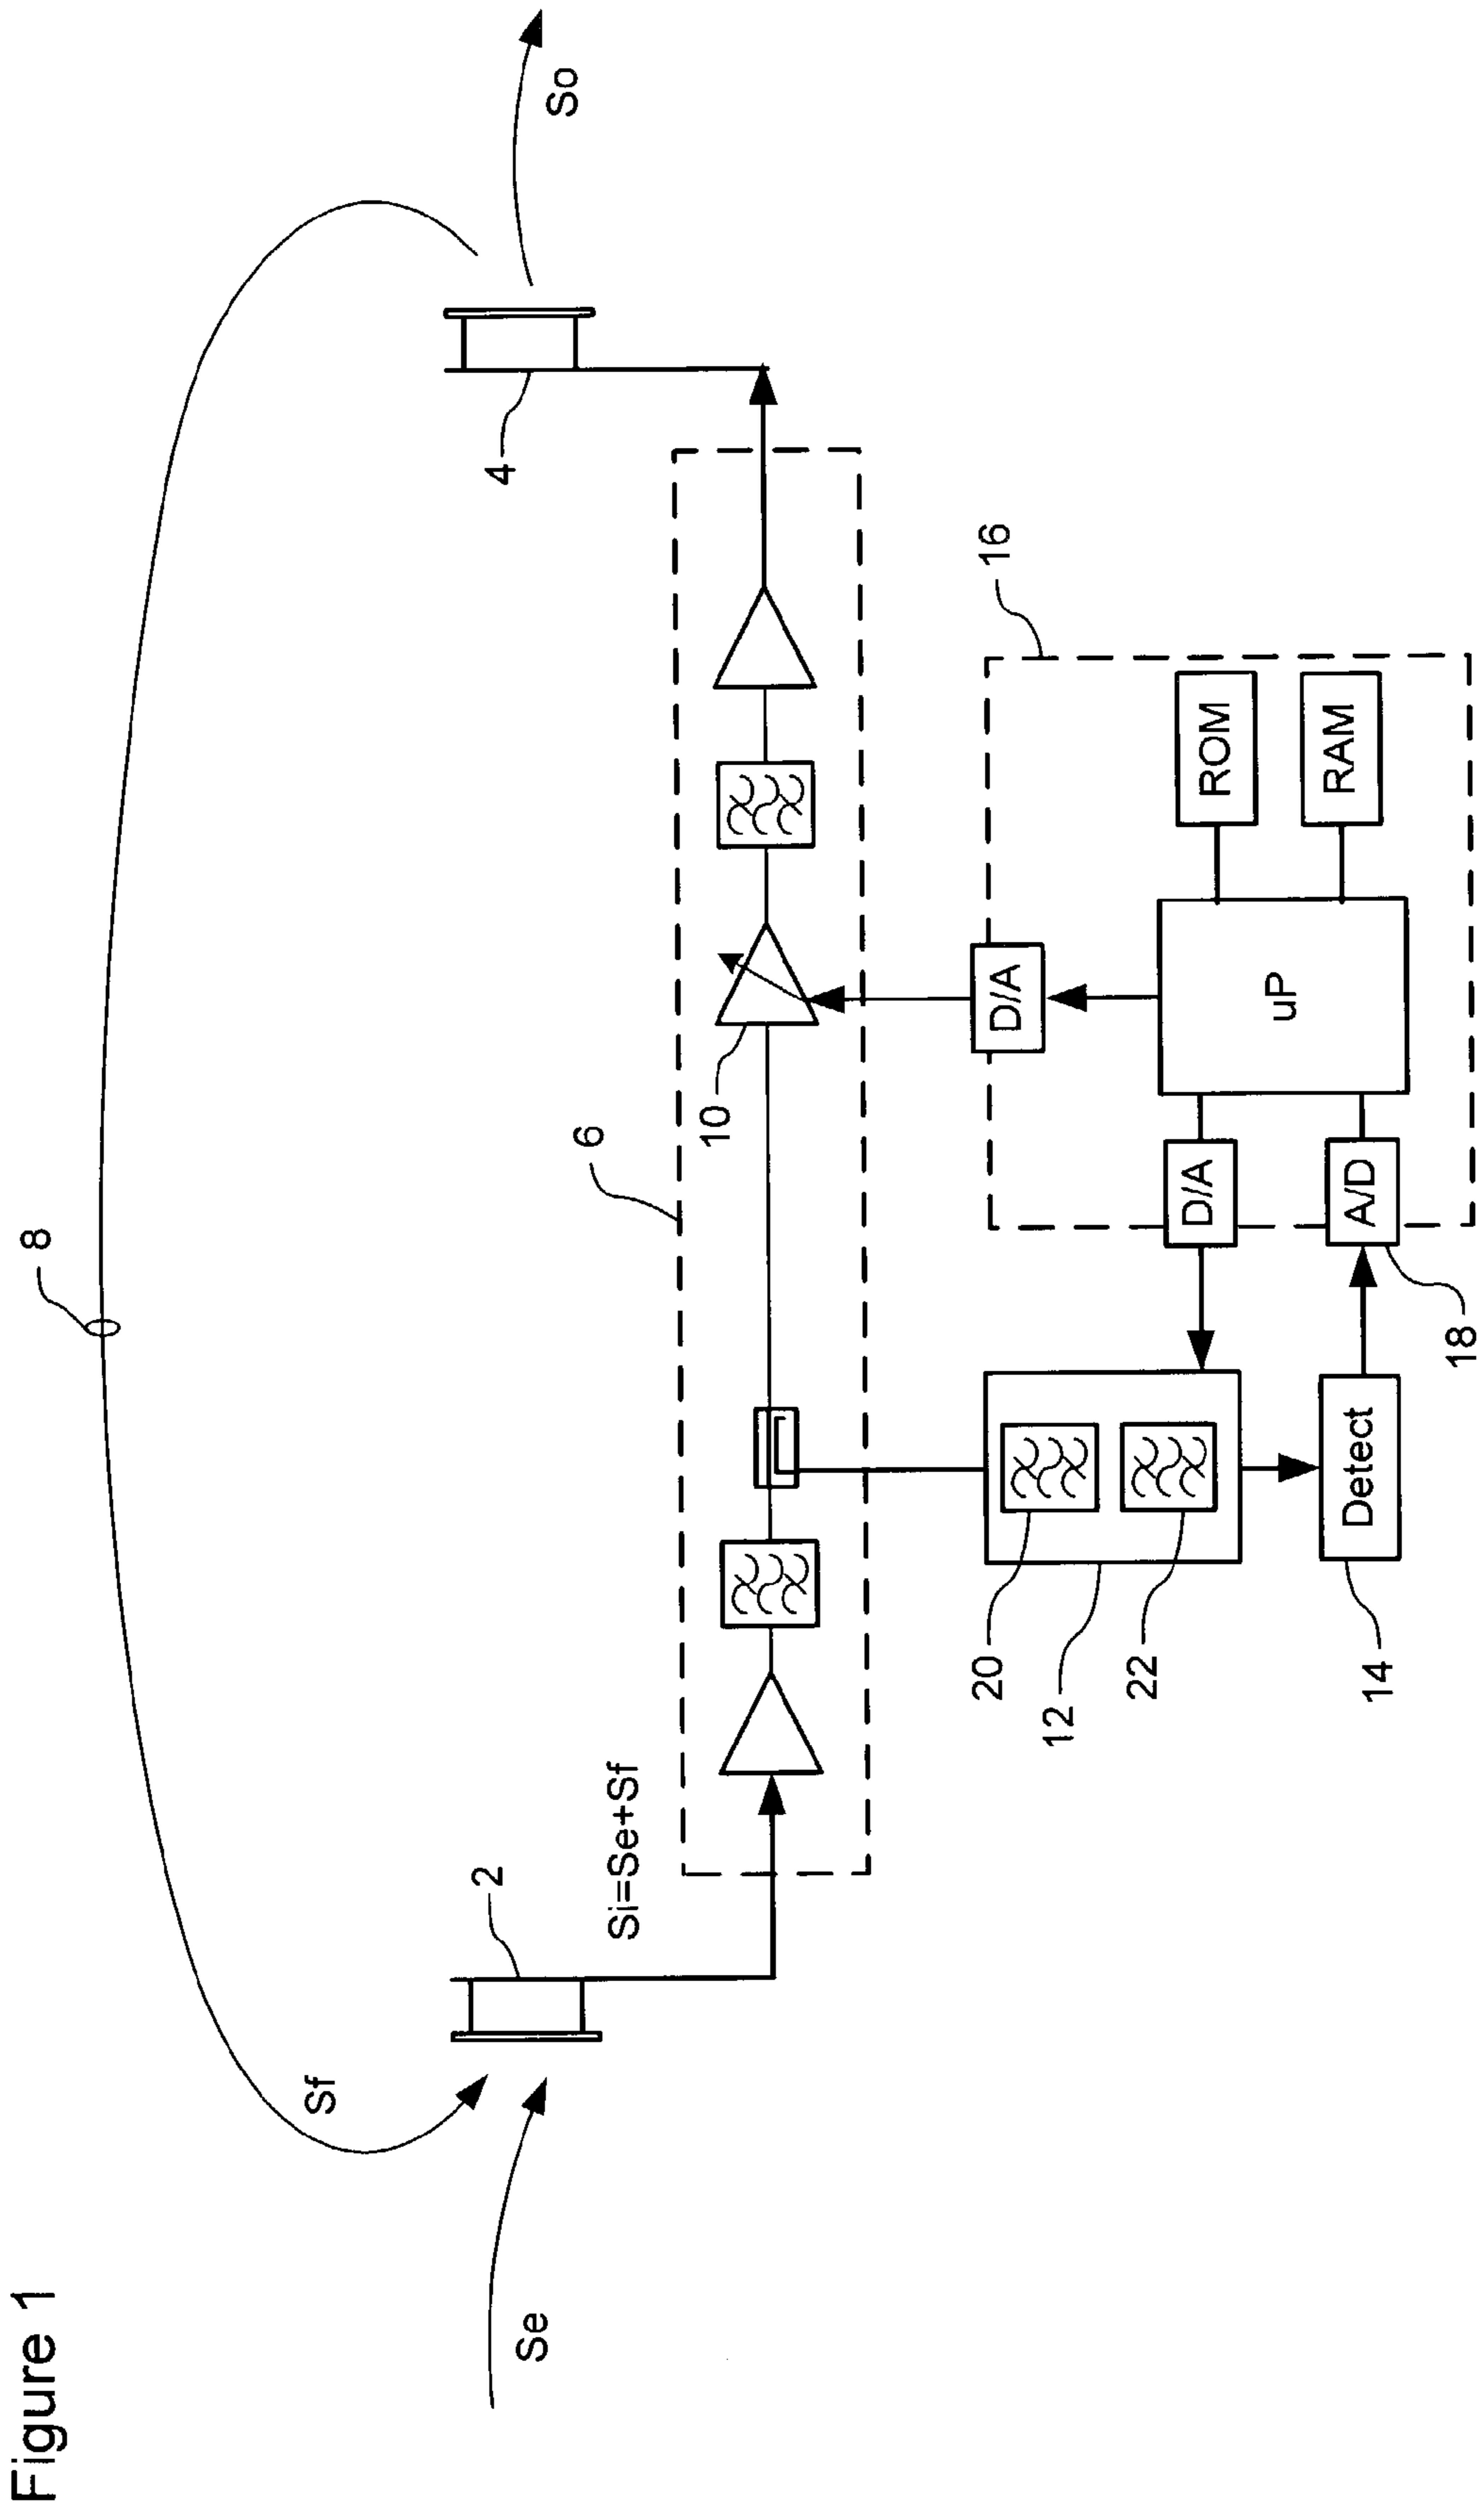 Figure 1
8
Sf
Se
So
2
4
Si=Se+Sf
6
10
16
D/A
ROM
RAM
uP
D/A
A/D
18
20
12
22
Detect
14